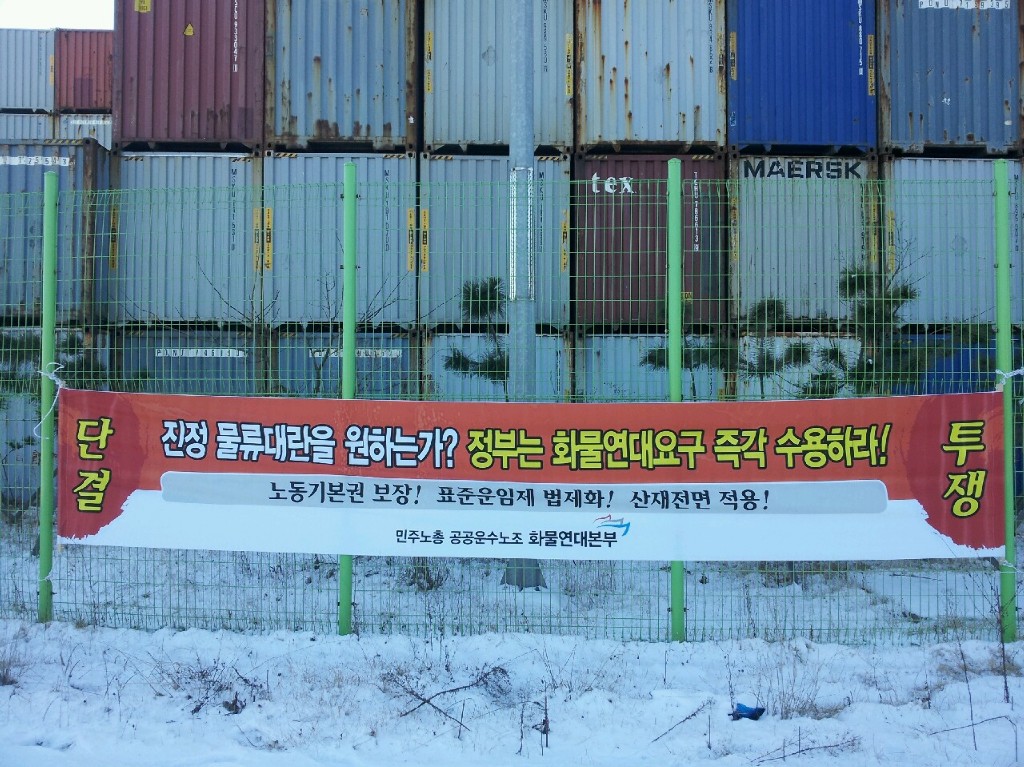 tex
MAERSK
단결
진정 물류대란을 원하는가? 정부는 화물연대요구 즉각 수용하라!
투쟁
노동기본권 보장! 표준운임제 법제화! 산재전면 적용!
민주노총 공공운수노조 화물연대본부